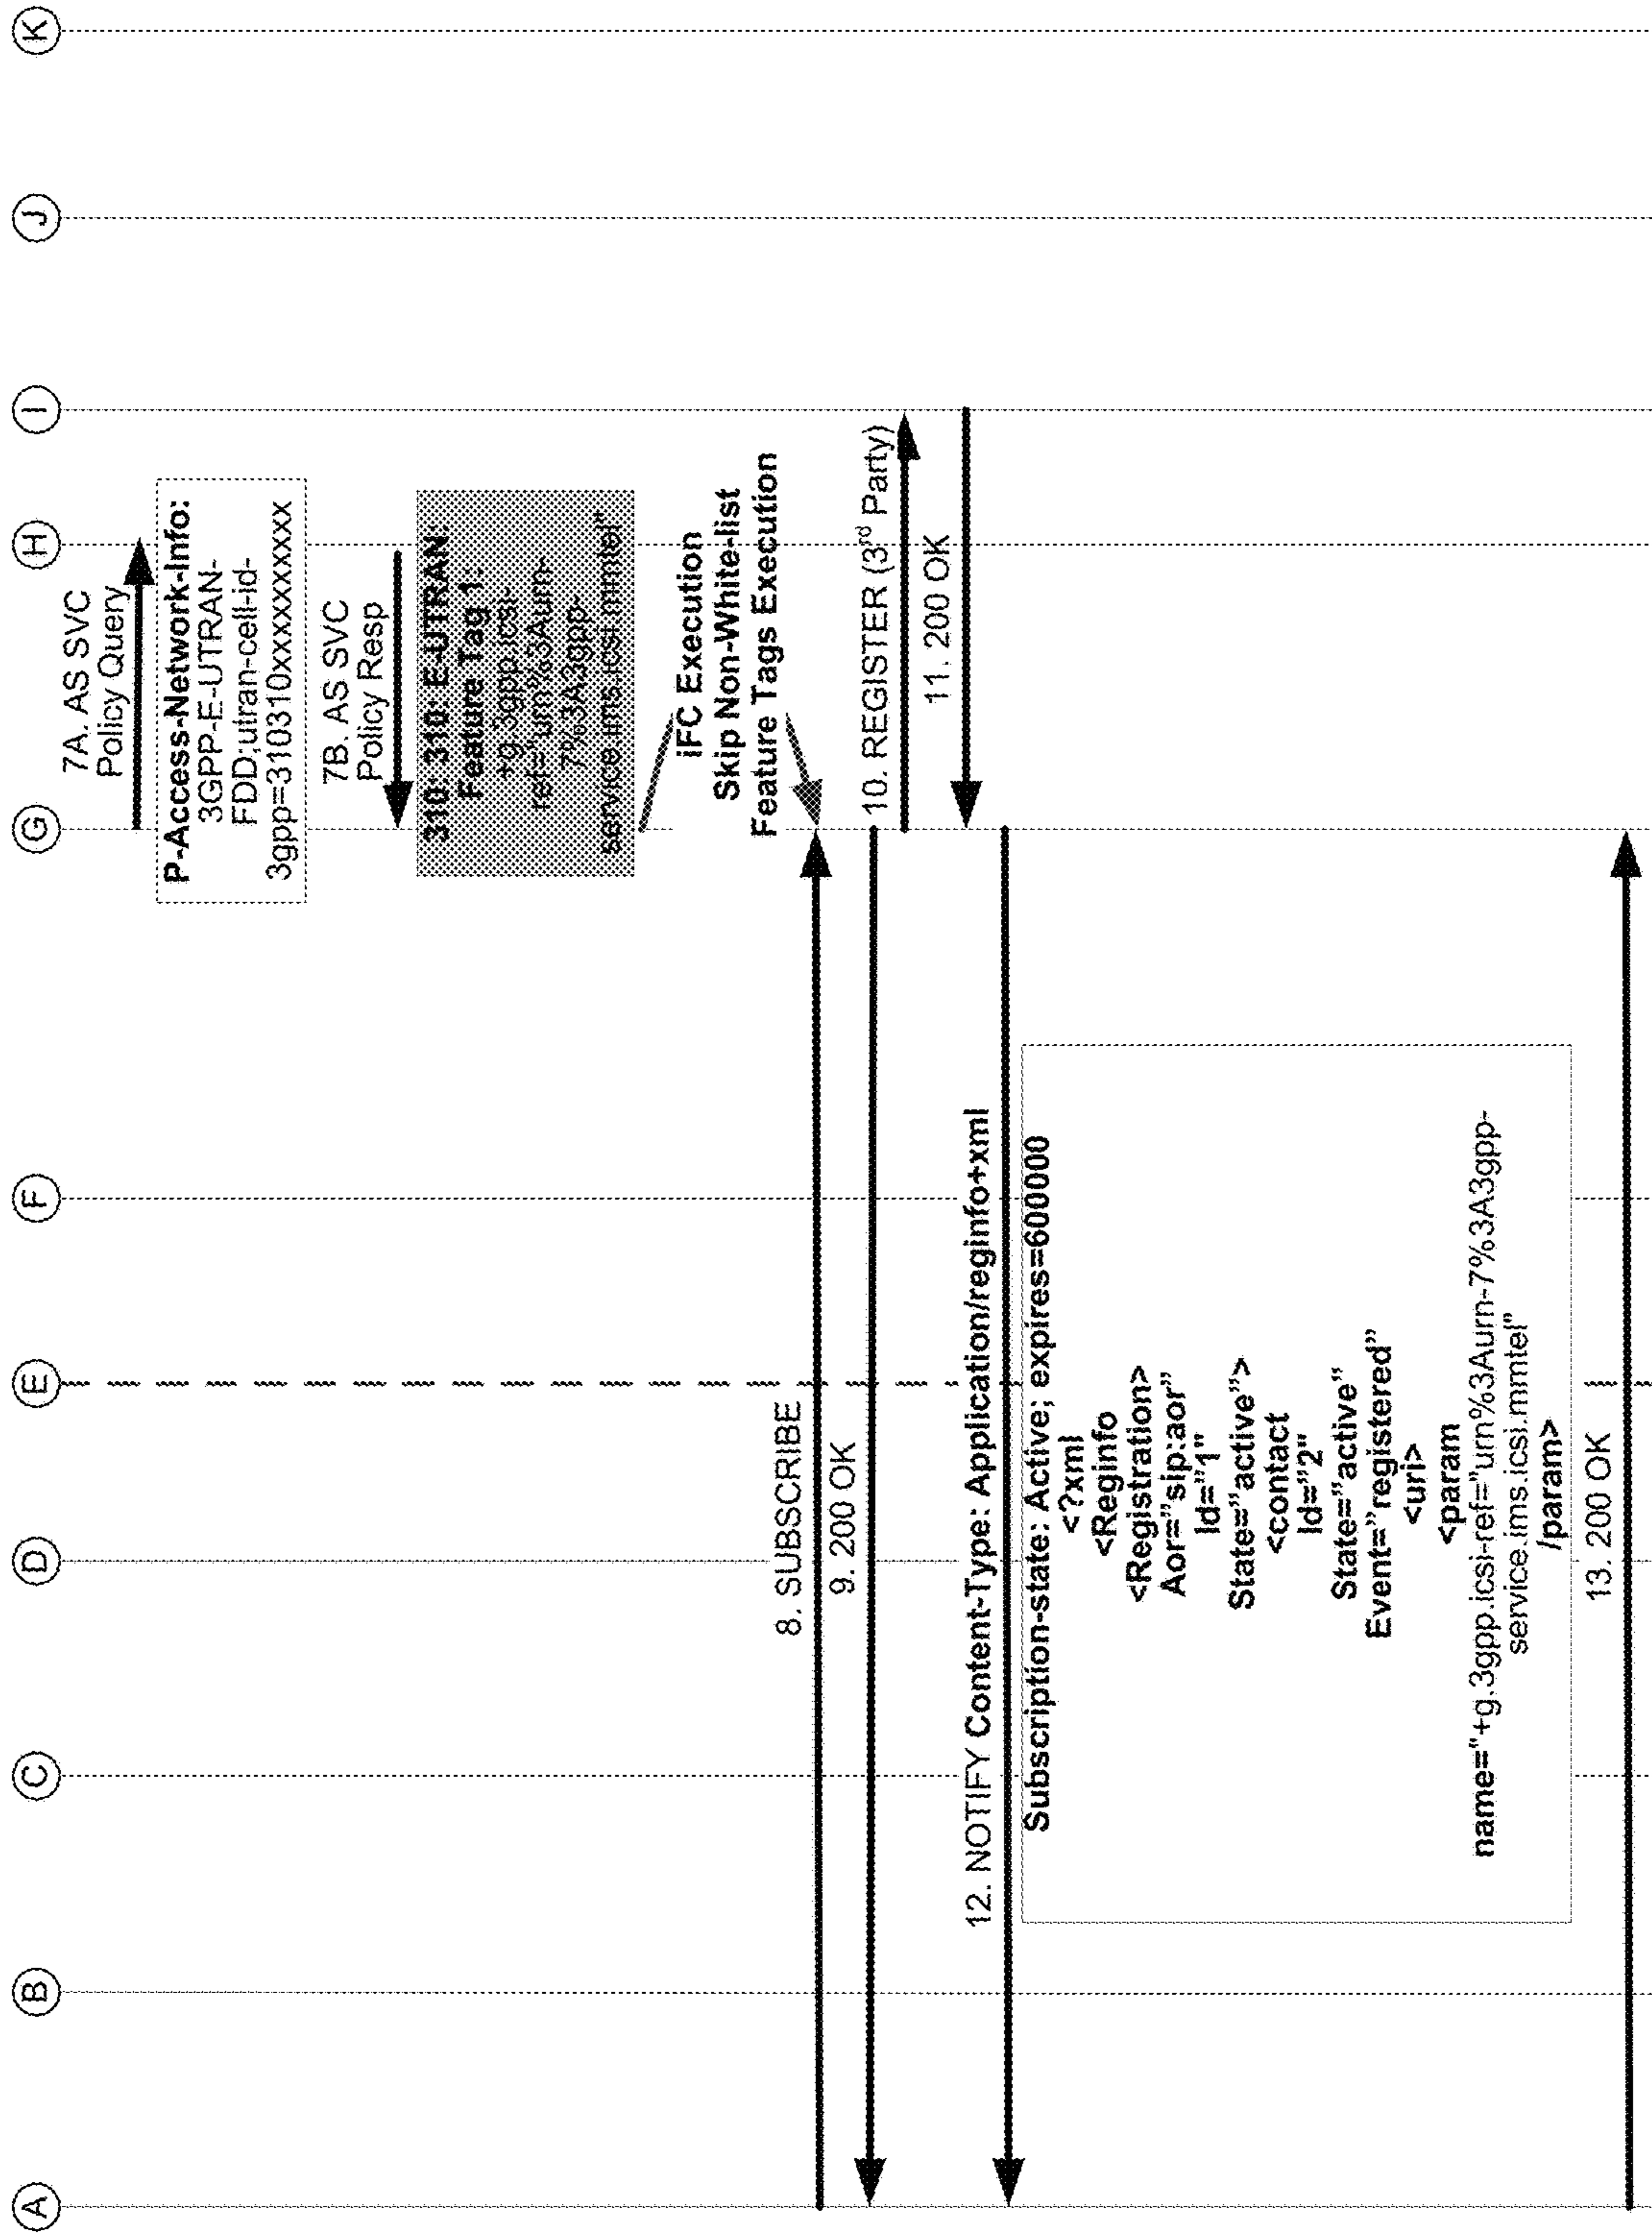 A
B
C
D
E
F
G
H
I
J
K
7A. AS SVC
Policy Query
P-Access-Network-Info:
3GPP-E-UTRAN-
FDD;utran-cell-id-
3gpp=310310xxxxxxxxxxx
7B. AS SVC
Policy Resp
310: 310: E-UTRAN:
Feature Tag 1:
+g.3gpp.icsi-
ref="urn%3Aurn-
7%3A3gpp-
service.ims.icsi.mmtel"
iFC Execution
Skip Non-White-list
Feature Tags Execution
8. SUBSCRIBE
9. 200 OK
10. REGISTER (3rd Party)
11. 200 OK
12. NOTIFY Content-Type: Application/reginfo+xml
Subscription-state: Active; expires=600000
<?xml
<Reginfo
<Registration>
Aor="sip:aor"
Id="1"
State="active">
<contact
Id="2"
State="active"
Event="registered"
<uri>
<param
name="+g.3gpp.icsi-ref="urn%3Aurn-7%3A3gpp-
service.ims.icsi.mmtel"
/param>
13. 200 OK